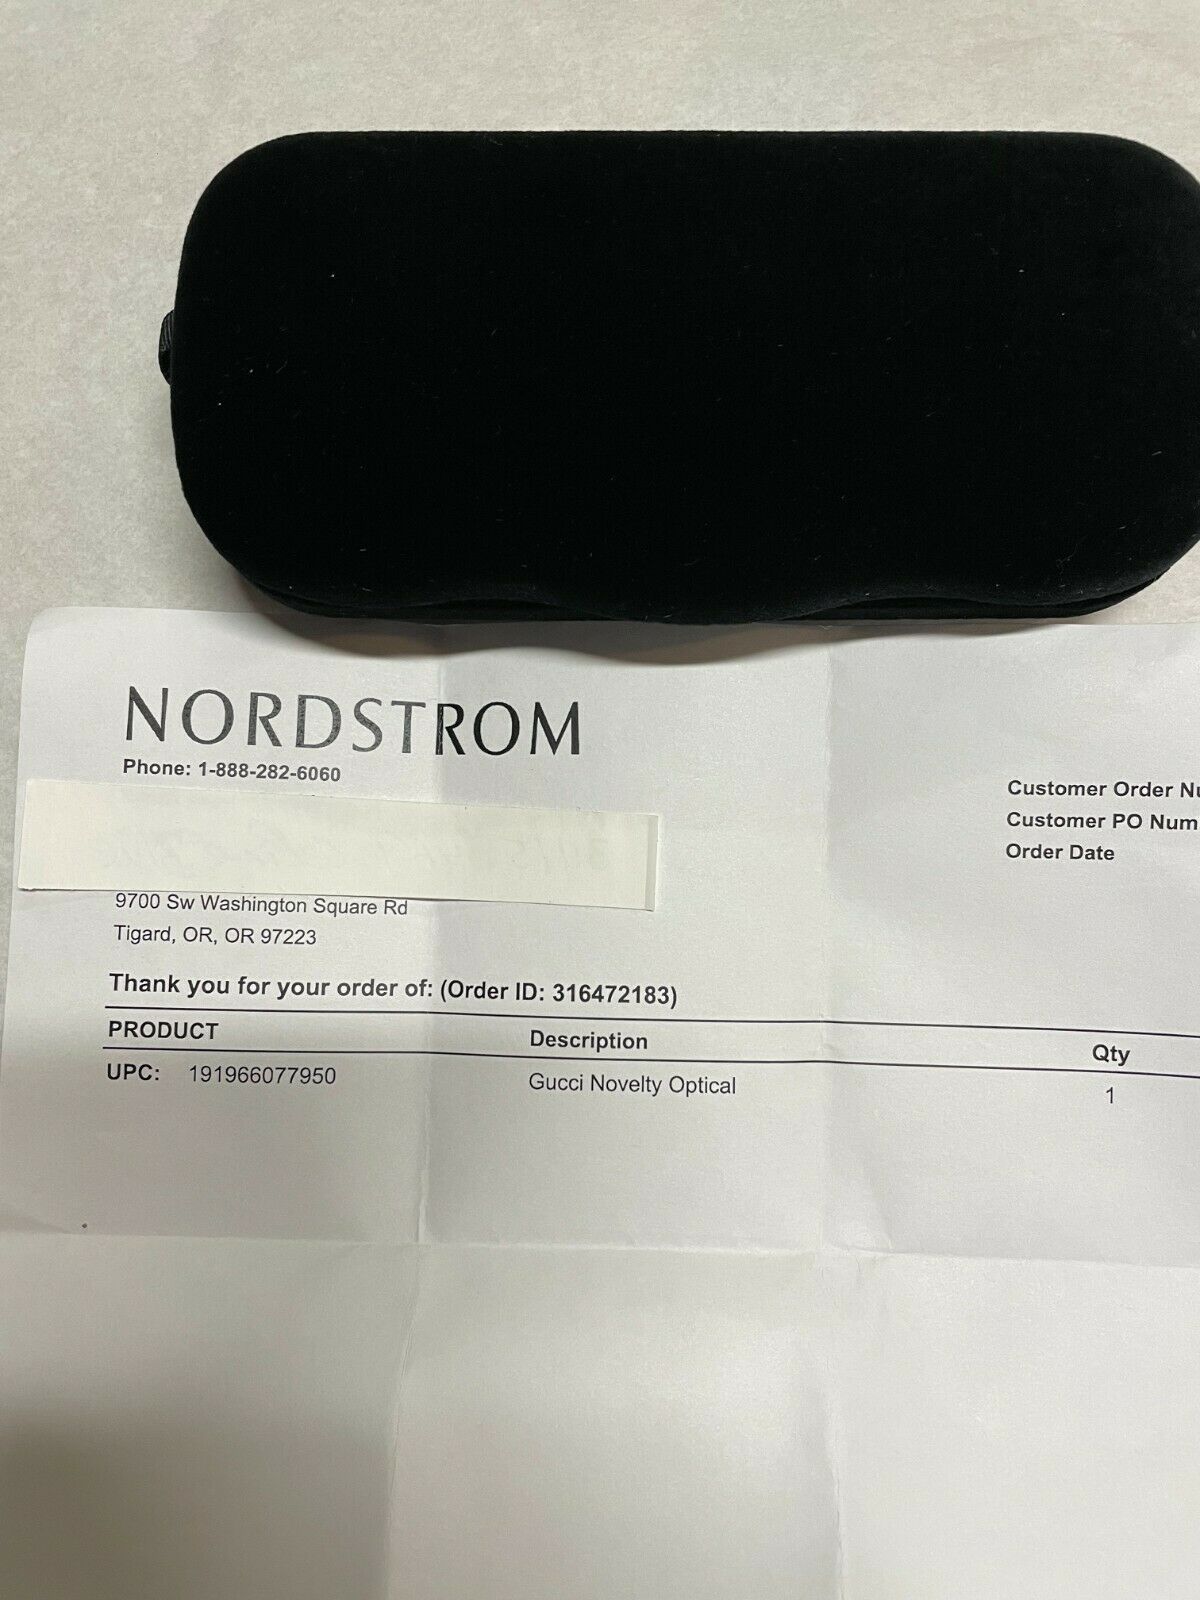 NORDSTROM
Phone: 1-888-282-6060
Customer Order Nu
Customer PO Num
Order Date
9700 Sw Washington Square Rd
Tigard, OR, OR 97223
Thank you for your order of: (Order ID: 316472183)
PRODUCT Description Qty
UPC: 191966077950 Gucci Novelty Optical 1